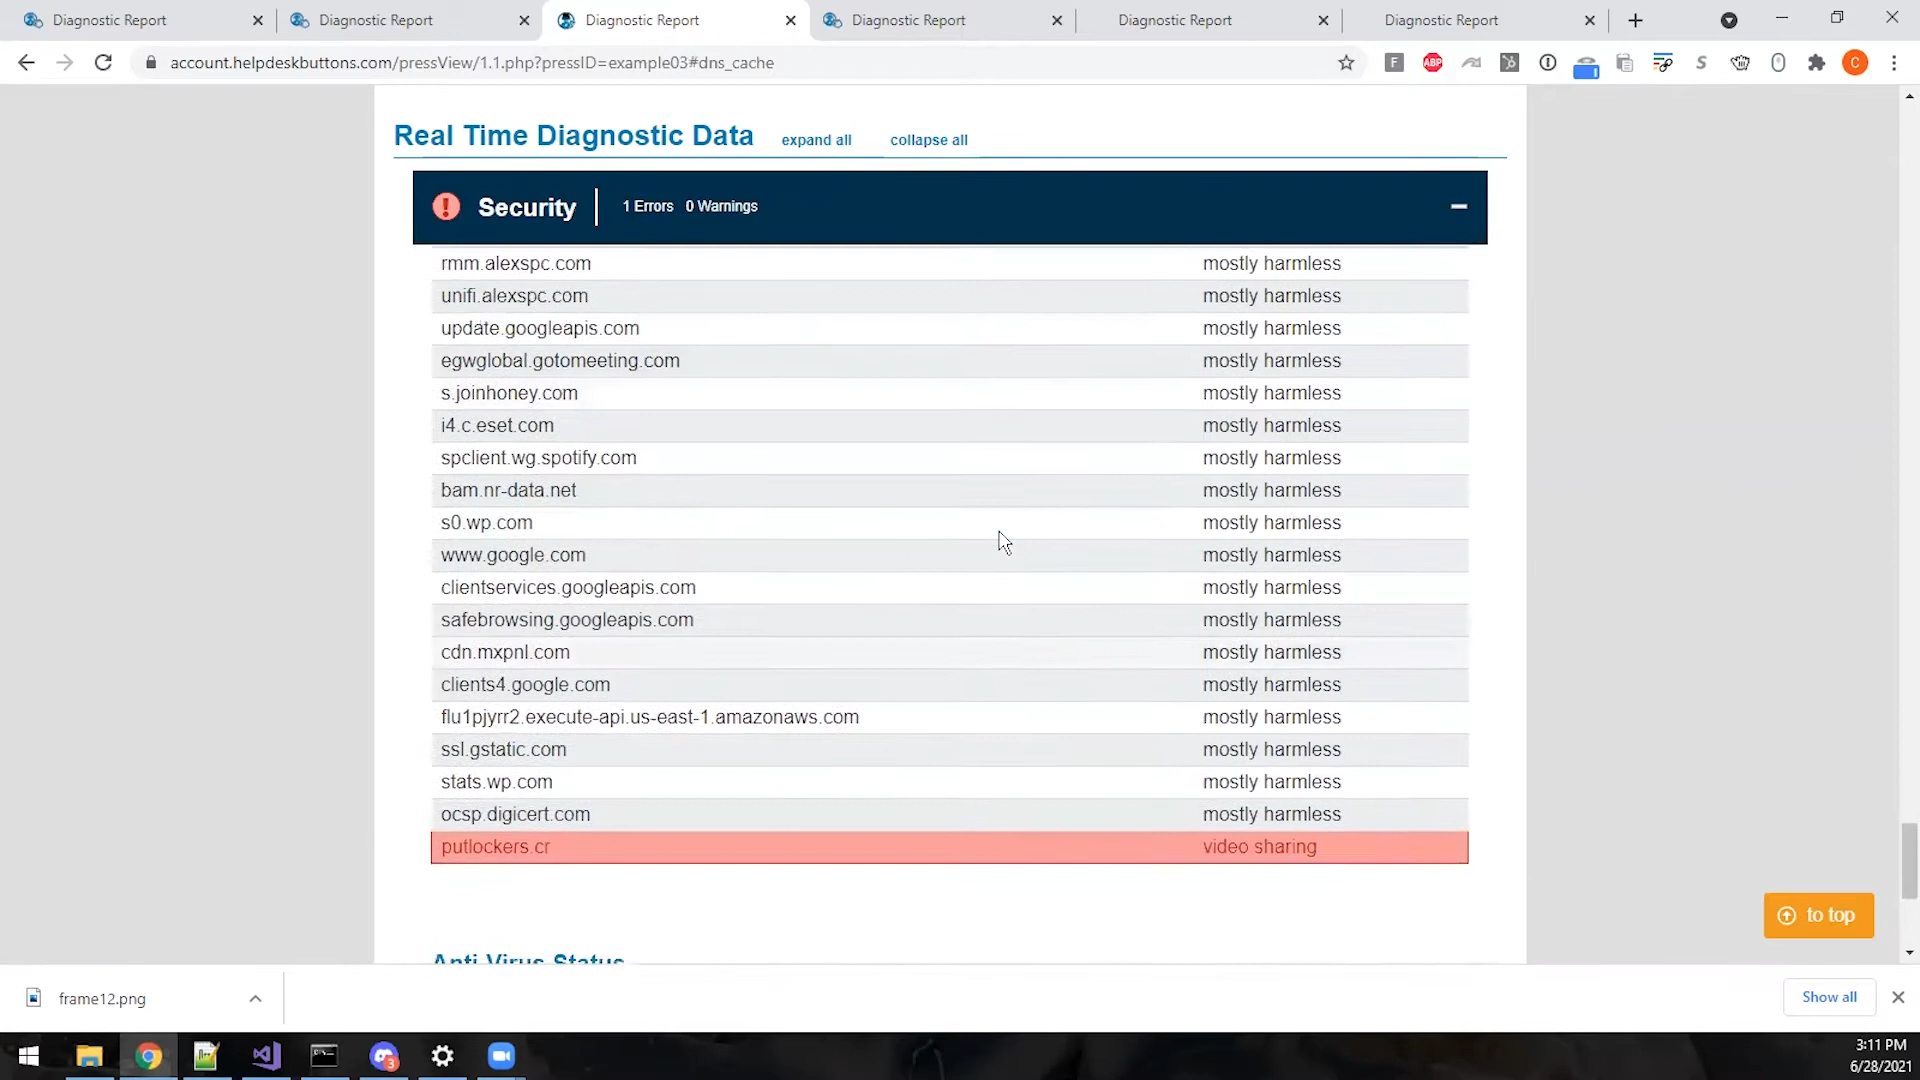 Diagnostic Report
Diagnostic Report
Diagnostic Report
Diagnostic Report
Diagnostic Report
Diagnostic Report
account.helpdeskbuttons.com/pressView/1.1.php?pressID=example03#dns_cache
F
ABP
S
C
Real Time Diagnostic Data expand all collapse all
! Security 1 Errors 0 Warnings
rmm.alexspc.com mostly harmless
unifi.alexspc.com mostly harmless
update.googleapis.com mostly harmless
egwglobal.gotomeeting.com mostly harmless
s.joinhoney.com mostly harmless
i4.c.eset.com mostly harmless
spclient.wg.spotify.com mostly harmless
bam.nr-data.net mostly harmless
s0.wp.com mostly harmless
www.google.com mostly harmless
clientservices.googleapis.com mostly harmless
safebrowsing.googleapis.com mostly harmless
cdn.mxpnl.com mostly harmless
clients4.google.com mostly harmless
flu1pjyrr2.execute-api.us-east-1.amazonaws.com mostly harmless
ssl.gstatic.com mostly harmless
stats.wp.com mostly harmless
ocsp.digicert.com mostly harmless
putlockers.cr video sharing
to top
Anti Virus Status
frame12.png
Show all
3
3:11 PM
6/28/2021